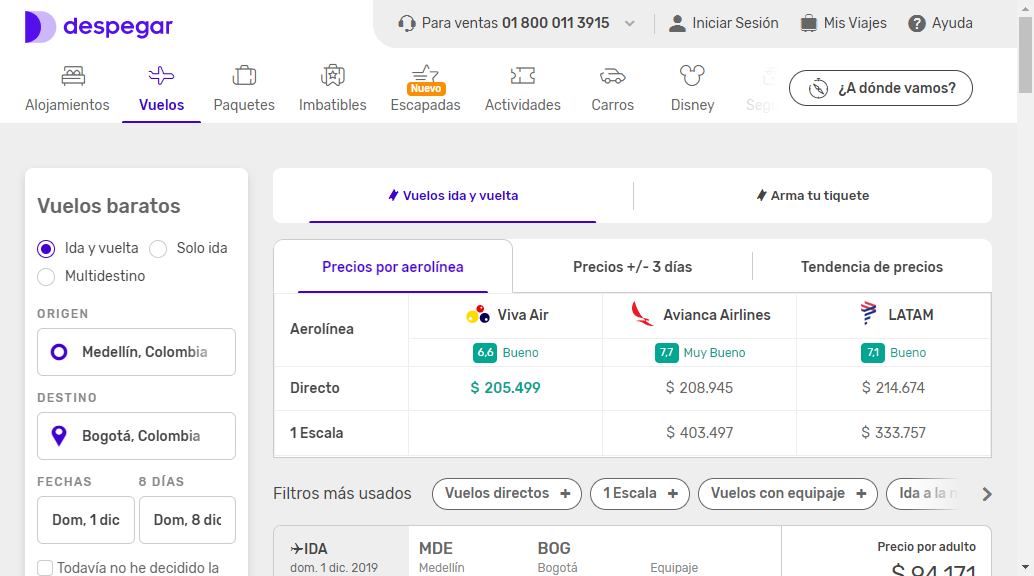 despegar
Para ventas 01 800 011 3915
Iniciar Sesión
Mis Viajes
Ayuda
Alojamientos
Vuelos
Paquetes
Imbatibles
Nuevo
Escapadas
Actividades
Carros
Disney
¿A dónde vamos?
Vuelos baratos
Ida y vuelta
Solo ida
Multidestino
ORIGEN
Medellín, Colombia
DESTINO
Bogotá, Colombia
FECHAS
8 DÍAS
Dom, 1 dic
Dom, 8 dic
Todavía no he decidido la
Vuelos ida y vuelta
Arma tu tiquete
Precios por aerolínea
Precios +/- 3 días
Tendencia de precios
Aerolínea
Viva Air
Avianca Airlines
LATAM
6,6 Bueno
7,7 Muy Bueno
7,1 Bueno
Directo
$ 205.499
$ 208.945
$ 214.674
1 Escala
$ 403.497
$ 333.757
Filtros más usados
Vuelos directos +
1 Escala +
Vuelos con equipaje +
Ida a la
IDA
MDE
BOG
Precio por adulto
dom. 1 dic. 2019
Medellín
Bogotá
Equipaje
$ 94.171